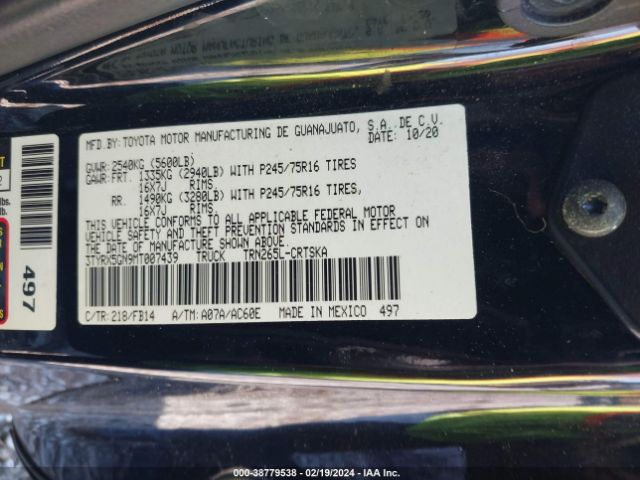 MFD.BY:TOYOTA MOTOR MANUFACTURING DE GUANAJUATO, S.A.DE C.V.
DATE: 10/20
GVWR:2540KG (5600LB)
GAWR:FRT. 1335KG (2940LB) WITH P245/75R16 TIRES
16X7J RIMS,
RR. 1490KG (3280LB) WITH P245/75R16 TIRES,
16X7J RIMS
THIS VEHICLE CONFORMS TO ALL APPLICABLE FEDERAL MOTOR
VEHICLE SAFETY AND THEFT PREVENTION STANDARDS IN EFFECT ON
THE DATE OF MANUFACTURE SHOWN ABOVE.
3TYRX5GN9MT007439 TRUCK TRN265L-CRTSKA
C/TR:218/FB14 A/TM:A07A/AC60E MADE IN MEXICO 497
497
000-38779538 - 02/19/2024 - IAA Inc.